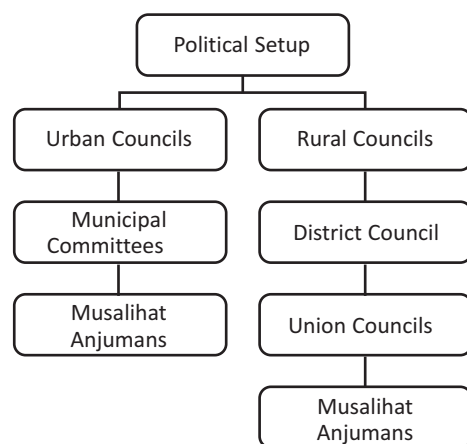 Political Setup
Urban Councils
Rural Councils
Municipal
Committees
District Council
Musalihat
Anjumans
Union Councils
Musalihat
Anjumans